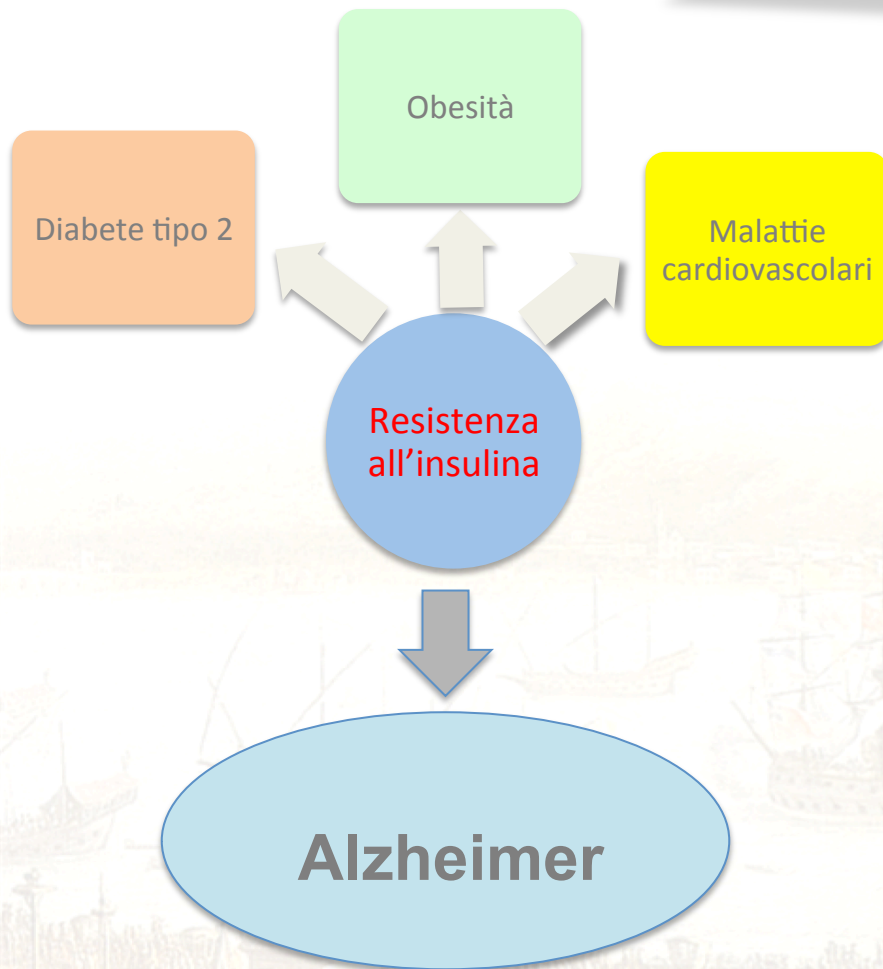 Obesità
Diabete tipo 2
Malattie
cardiovascolari
Resistenza
all’insulina
Alzheimer